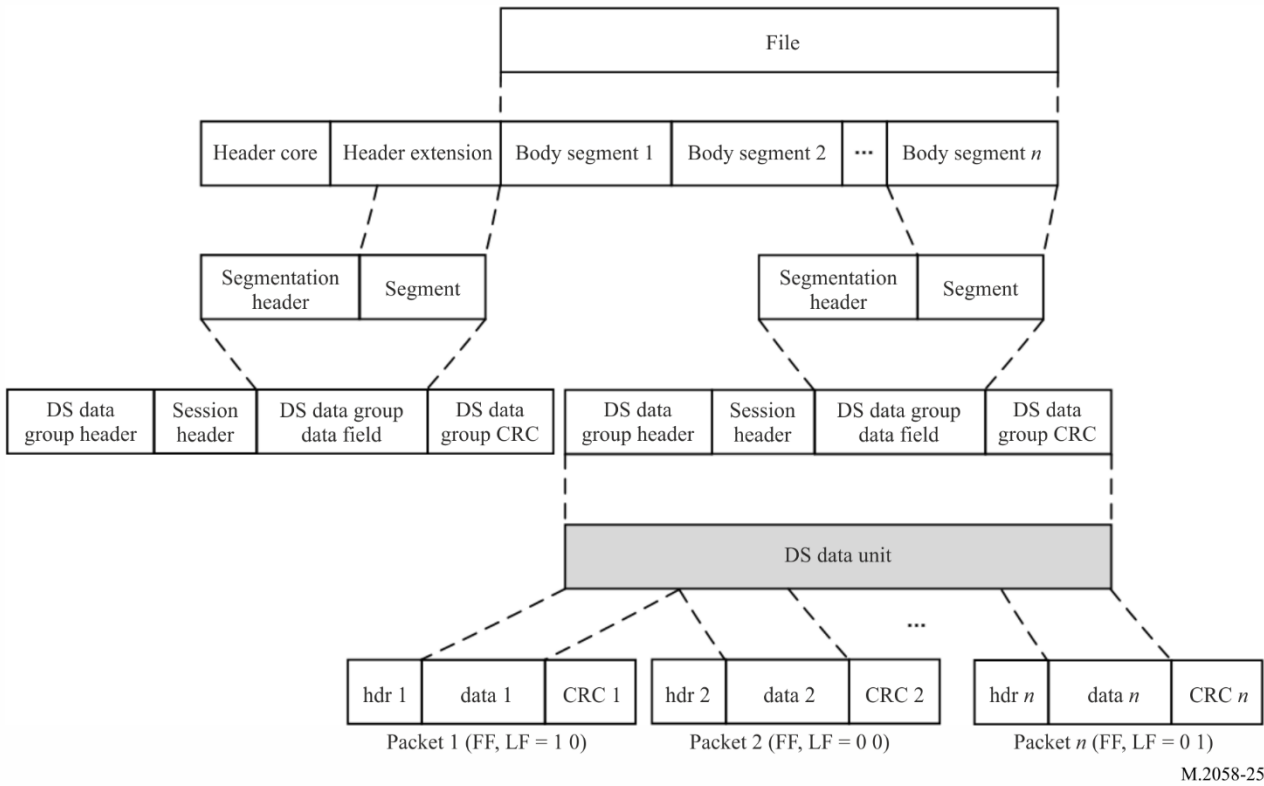 File
Header core
Header extension
Body segment 1
Body segment 2
...
Body segment n
Segmentation
header
Segment
Segmentation
header
Segment
DS data
group header
Session
header
DS data group
data field
DS data
group CRC
DS data
group header
Session
header
DS data group
data field
DS data
group CRC
DS data unit
...
hdr 1
data 1
CRC 1
hdr 2
data 2
CRC 2
hdr n
data n
CRC n
Packet 1 (FF, LF = 1 0)
Packet 2 (FF, LF = 0 0)
Packet n (FF, LF = 0 1)
M.2058-25